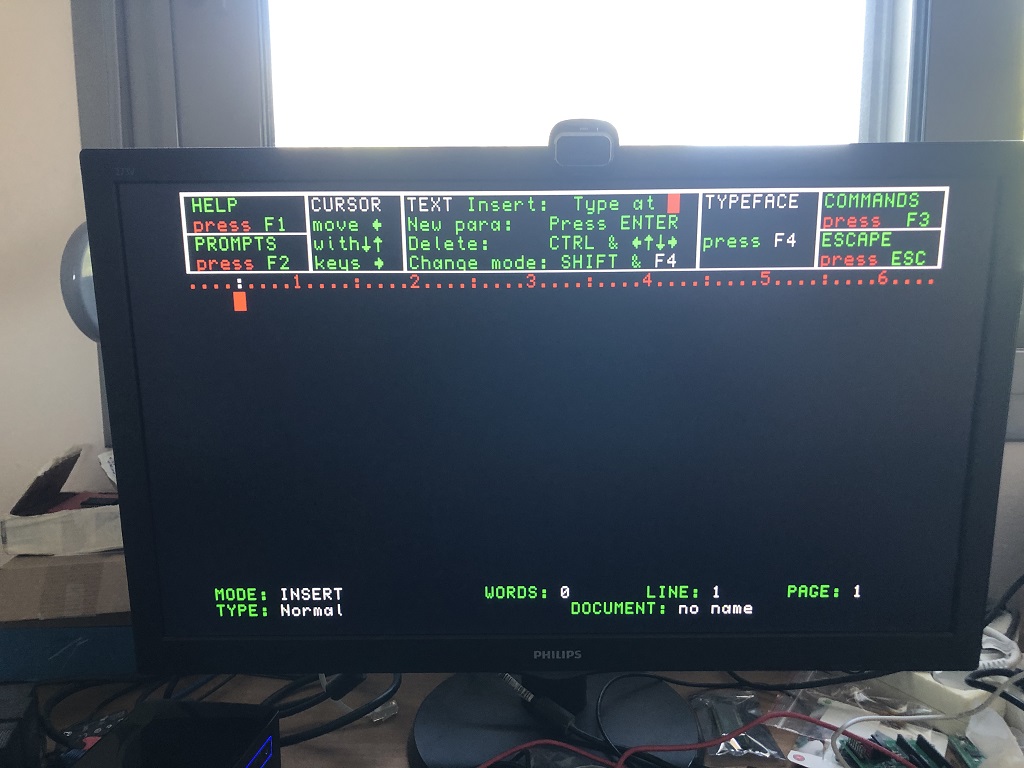 HELP CURSOR TEXT Insert: Type at TYPEFACE COMMANDS
press F1 move ← New para: Press ENTER press F3
PROMPTS with↓↑ Delete: CTRL & ←↑↓→ press F4 ESCAPE
press F2 keys → Change mode: SHIFT & F4 press ESC
....:....1....:....2....:....3....:....4....:....5....:....6....
MODE: INSERT WORDS: 0 LINE: 1 PAGE: 1
TYPE: Normal DOCUMENT: no name
PHILIPS